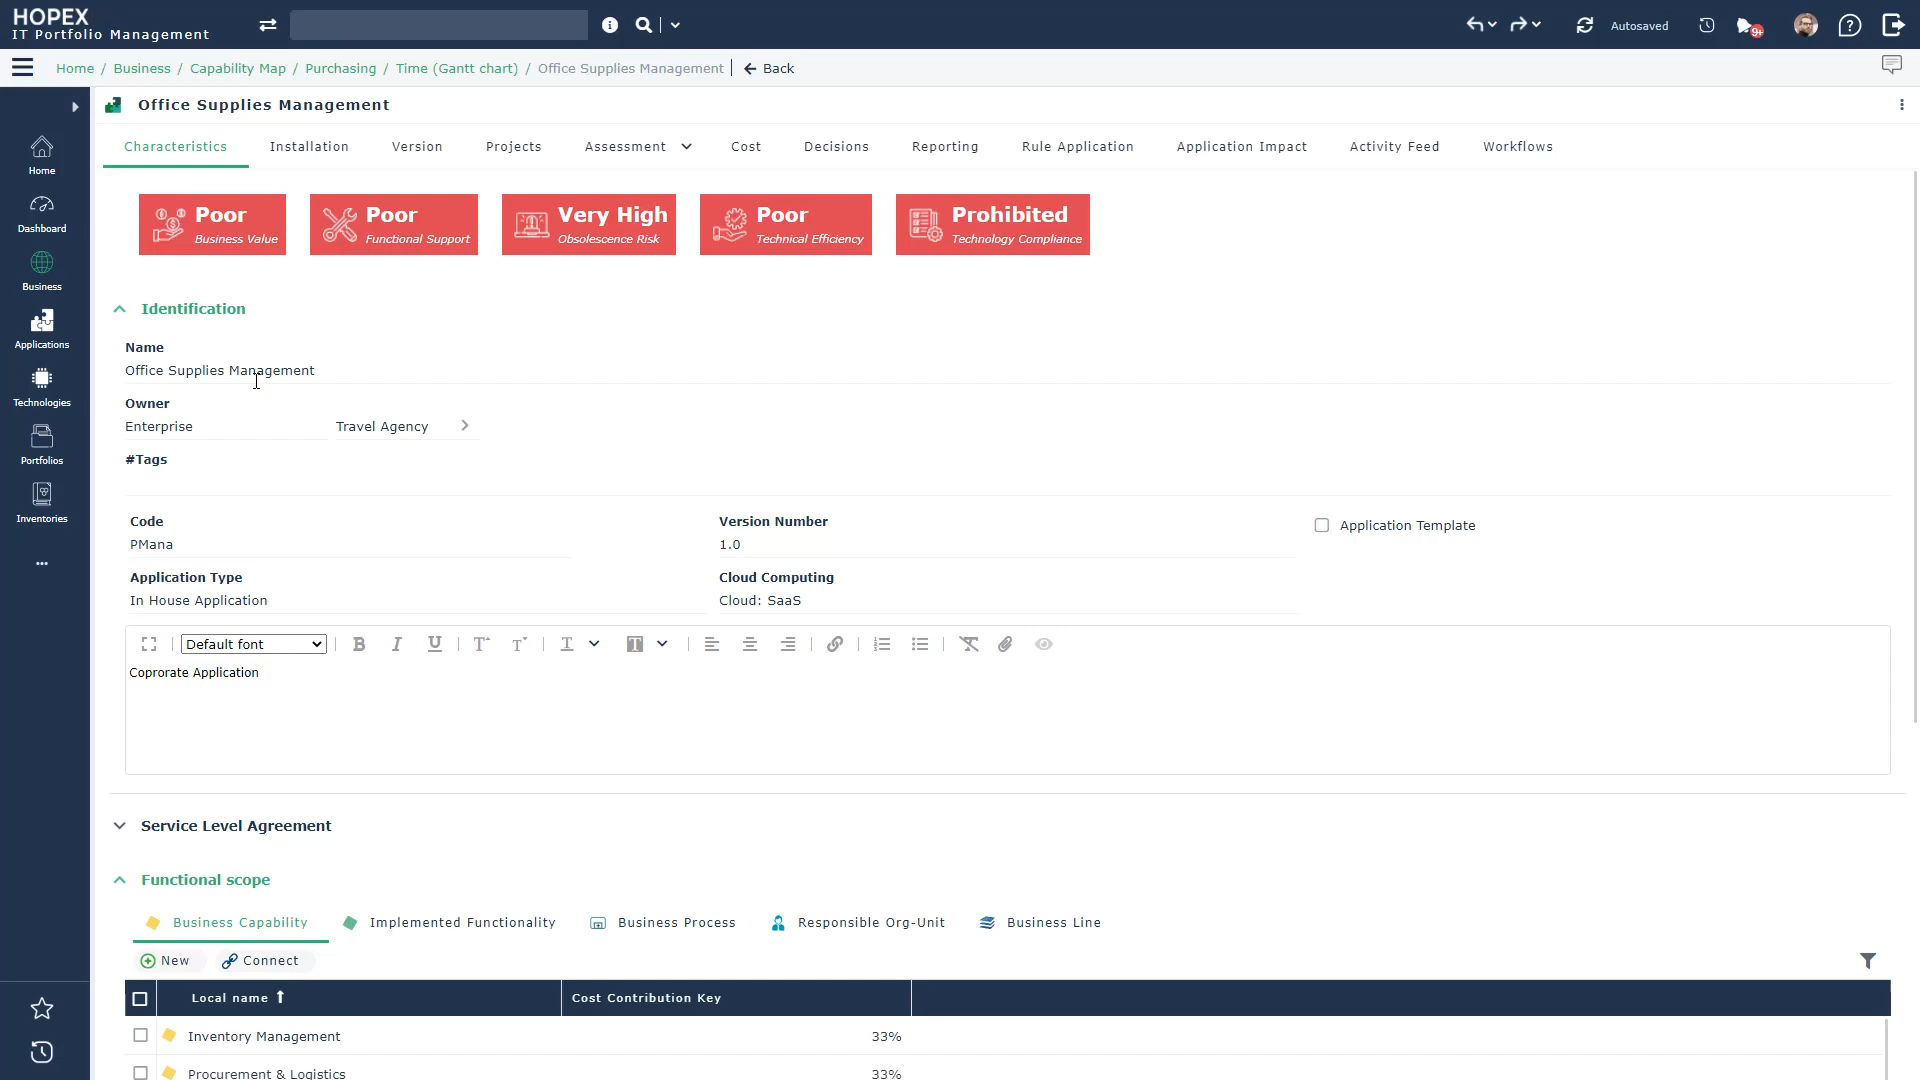 HOPEX
IT Portfolio Management
Autosaved
9+
Home / Business / Capability Map / Purchasing / Time (Gantt chart) / Office Supplies Management | Back
Office Supplies Management
Characteristics Installation Version Projects Assessment Cost Decisions Reporting Rule Application Application Impact Activity Feed Workflows
Home
Dashboard
Business
Applications
Technologies
Portfolios
Inventories
...
Poor
Business Value
Poor
Functional Support
Very High
Obsolescence Risk
Poor
Technical Efficiency
Prohibited
Technology Compliance
Identification
Name
Office Supplies Management
Owner
Enterprise Travel Agency
#Tags
Code Version Number Application Template
PMana 1.0
Application Type Cloud Computing
In House Application Cloud: SaaS
Default font B I U
Coprorate Application
Service Level Agreement
Functional scope
Business Capability Implemented Functionality Business Process Responsible Org-Unit Business Line
New Connect
Local name Cost Contribution Key
Inventory Management 33%
Procurement & Logistics 33%